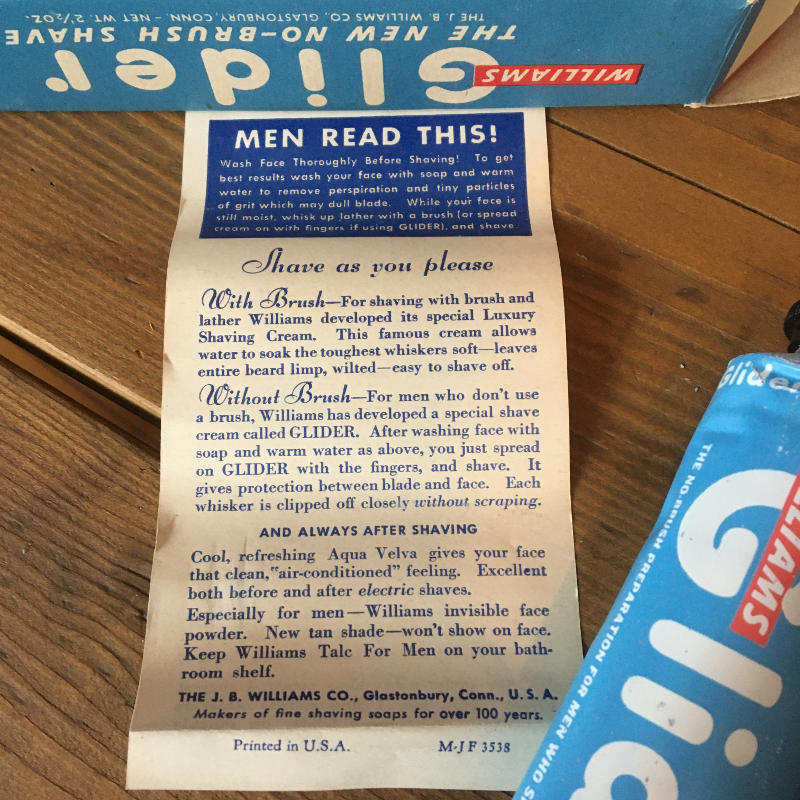 THE J. B. WILLIAMS CO. GLASTONBURY, CONN. - NET WT. 2½OZ.
THE NEW NO-BRUSH SHAVE
Glider
WILLIAMS
MEN READ THIS!
Wash Face Thoroughly Before Shaving! To get
best results wash your face with soap and warm
water to remove perspiration and tiny particles
of grit which may dull blade. While your face is
still moist, whisk up lather with a brush (or spread
cream on with fingers if using GLIDER), and shave.
Shave as you please
With Brush—For shaving with brush and
lather Williams developed its special Luxury
Shaving Cream. This famous cream allows
water to soak the toughest whiskers soft—leaves
entire beard limp, wilted—easy to shave off.
Without Brush—For men who don't use
a brush, Williams has developed a special shave
cream called GLIDER. After washing face with
soap and warm water as above, you just spread
on GLIDER with the fingers, and shave. It
gives protection between blade and face. Each
whisker is clipped off closely without scraping.
AND ALWAYS AFTER SHAVING
Cool, refreshing Aqua Velva gives your face
that clean, "air-conditioned" feeling. Excellent
both before and after electric shaves.
Especially for men—Williams invisible face
powder. New tan shade—won't show on face.
Keep Williams Talc For Men on your bath-
room shelf.
THE J. B. WILLIAMS CO., Glastonbury, Conn., U. S. A.
Makers of fine shaving soaps for over 100 years.
Printed in U.S.A. M-J F 3538
Glider
THE NO-BRUSH PREPARATION FOR MEN WHO
LLIAMS
Glid